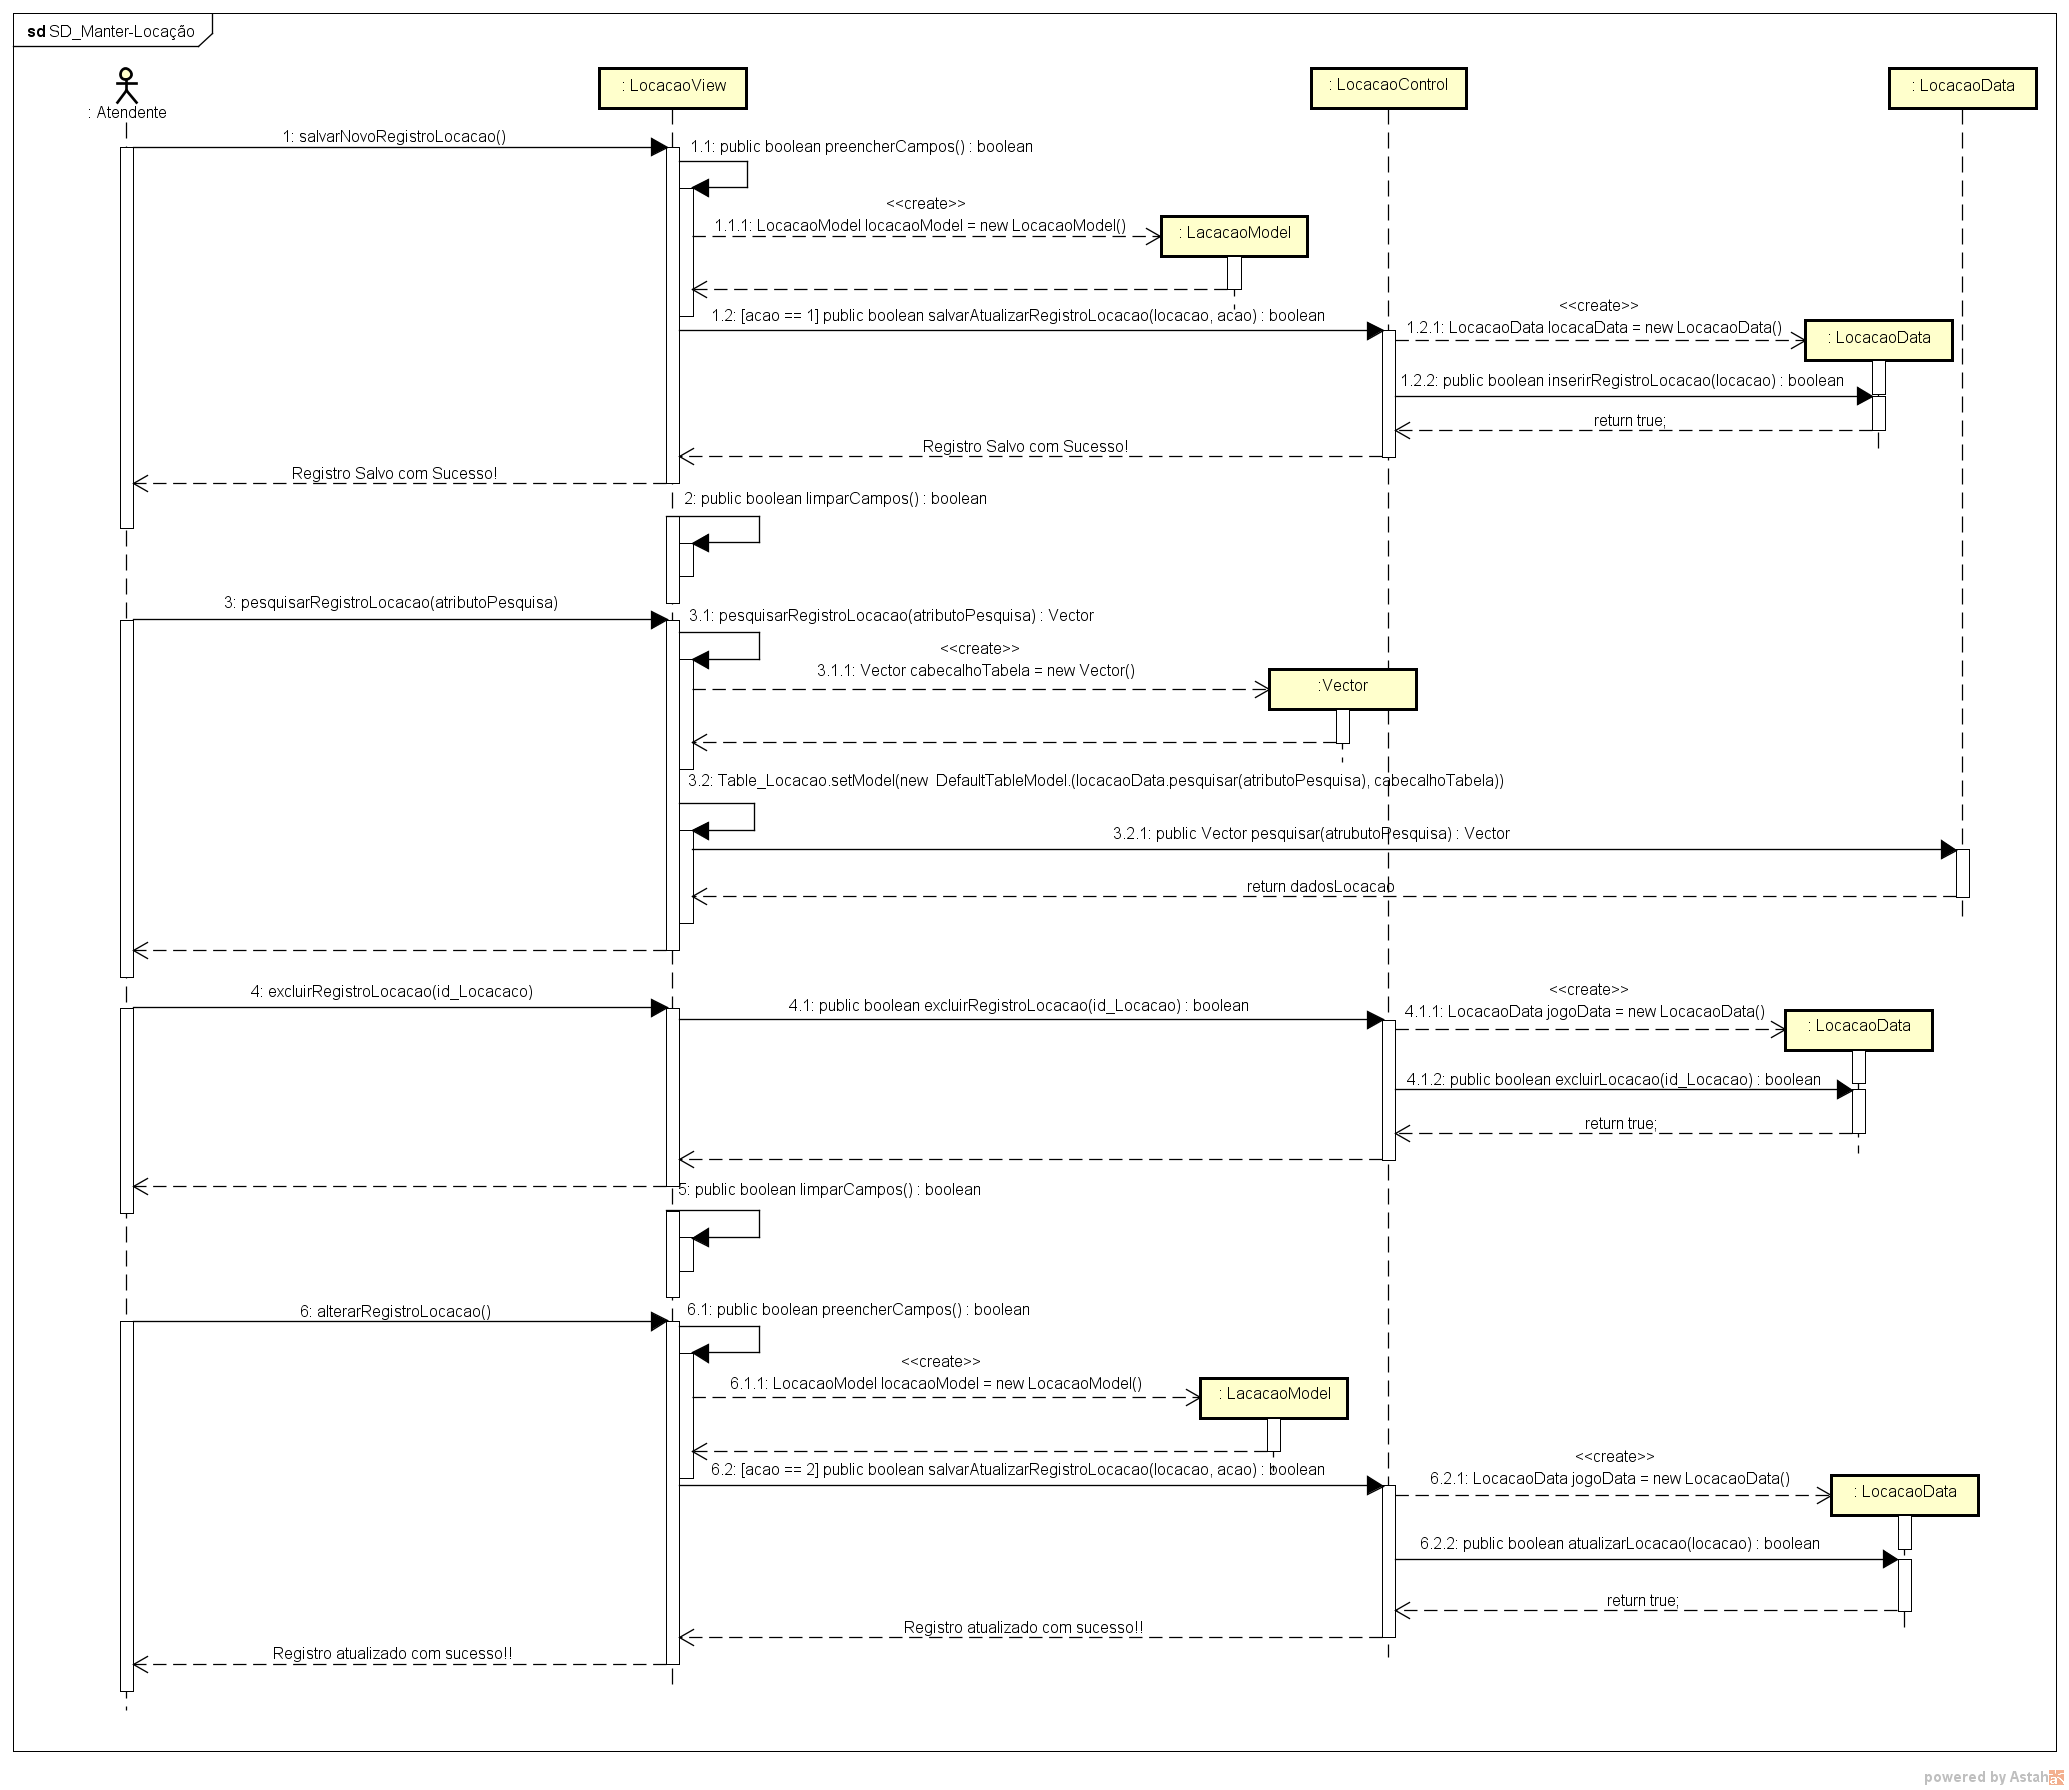 sd SD_Manter-Locação
: Atendente
: LocacaoView
: LocacaoControl
: LocacaoData
1: salvarNovoRegistroLocacao()
1.1: public boolean preencherCampos() : boolean
<<create>>
1.1.1: LocacaoModel locacaoModel = new LocacaoModel()
: LacacaoModel
1.2: [acao == 1] public boolean salvarAtualizarRegistroLocacao(locacao, acao) : boolean
<<create>>
1.2.1: LocacaoData locacaData = new LocacaoData()
: LocacaoData
1.2.2: public boolean inserirRegistroLocacao(locacao) : boolean
return true;
Registro Salvo com Sucesso!
Registro Salvo com Sucesso!
2: public boolean limparCampos() : boolean
3: pesquisarRegistroLocacao(atributoPesquisa)
3.1: pesquisarRegistroLocacao(atributoPesquisa) : Vector
<<create>>
3.1.1: Vector cabecalhoTabela = new Vector()
:Vector
3.2: Table_Locacao.setModel(new  DefaultTableModel.(locacaoData.pesquisar(atributoPesquisa), cabecalhoTabela))
3.2.1: public Vector pesquisar(atrubutoPesquisa) : Vector
return dadosLocacao
4: excluirRegistroLocacao(id_Locacaco)
4.1: public boolean excluirRegistroLocacao(id_Locacao) : boolean
<<create>>
4.1.1: LocacaoData jogoData = new LocacaoData()
: LocacaoData
4.1.2: public boolean excluirLocacao(id_Locacao) : boolean
return true;
5: public boolean limparCampos() : boolean
6: alterarRegistroLocacao()
6.1: public boolean preencherCampos() : boolean
<<create>>
6.1.1: LocacaoModel locacaoModel = new LocacaoModel()
: LacacaoModel
6.2: [acao == 2] public boolean salvarAtualizarRegistroLocacao(locacao, acao) : boolean
<<create>>
6.2.1: LocacaoData jogoData = new LocacaoData()
: LocacaoData
6.2.2: public boolean atualizarLocacao(locacao) : boolean
return true;
Registro atualizado com sucesso!!
Registro atualizado com sucesso!!
powered by Astah